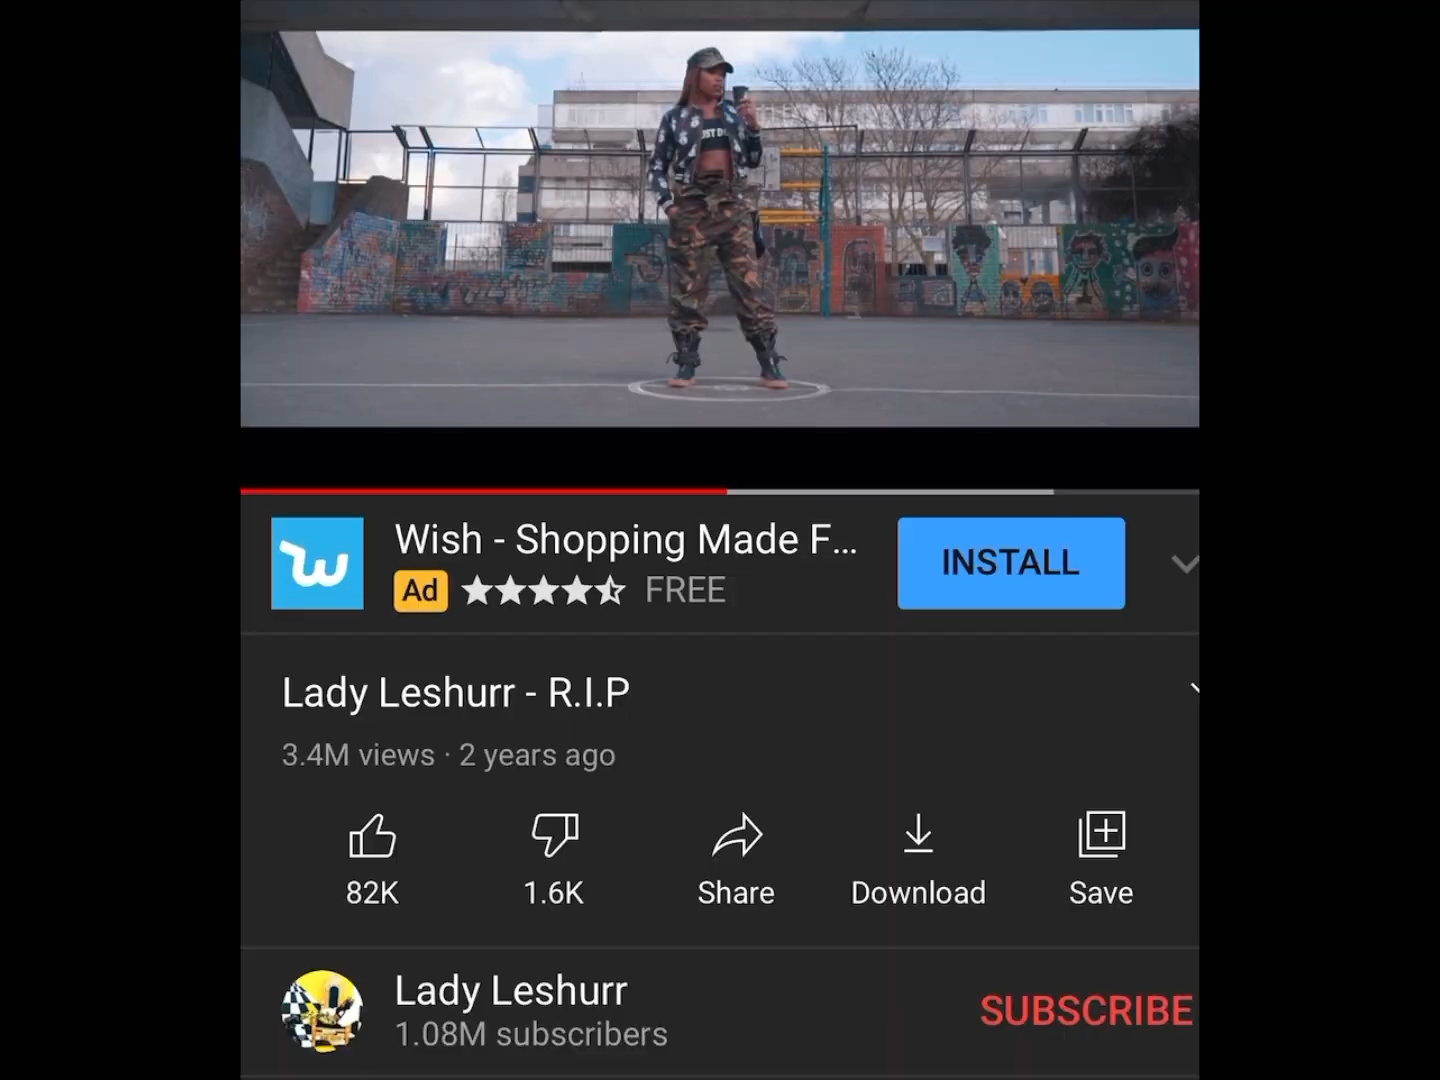 Wish - Shopping Made F...
Ad FREE
INSTALL
Lady Leshurr - R.I.P
3.4M views · 2 years ago
82K
1.6K
Share
Download
Save
Lady Leshurr
1.08M subscribers
SUBSCRIBE